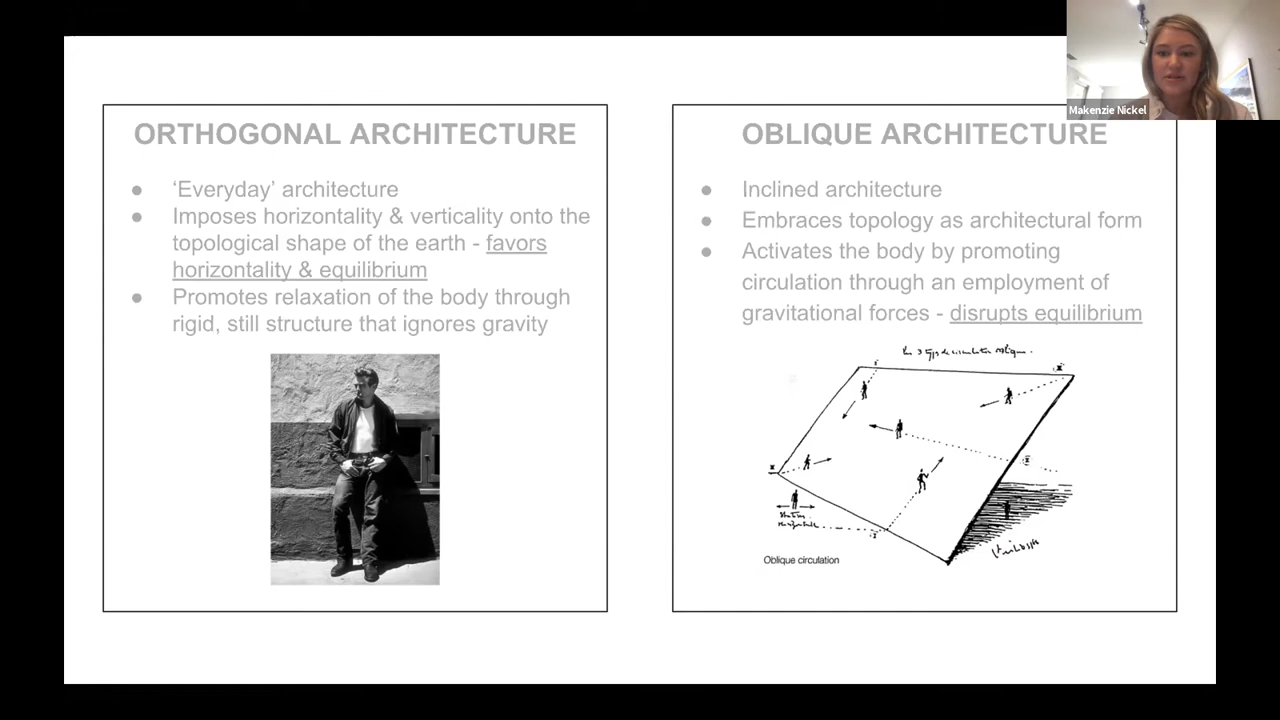 Makenzie Nickel
ORTHOGONAL ARCHITECTURE
● ‘Everyday’ architecture
● Imposes horizontality & verticality onto the
topological shape of the earth - favors
horizontality & equilibrium
● Promotes relaxation of the body through
rigid, still structure that ignores gravity
OBLIQUE ARCHITECTURE
● Inclined architecture
● Embraces topology as architectural form
● Activates the body by promoting
circulation through an employment of
gravitational forces - disrupts equilibrium
Oblique circulation